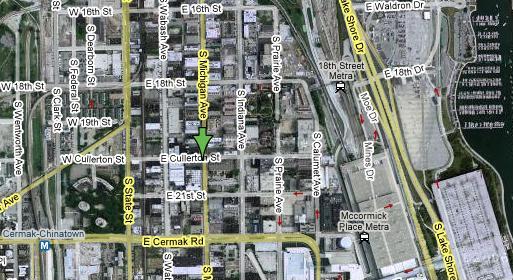 W 16th St
E 16th St
E Waldron Dr
Lake Shore Dr
S Dearborn St
S Federal St
S Wabash Ave
S Michigan Ave
S Prairie Ave
18th Street
Metra
E 18th Dr
W 18th St
E 18th St
S Clark St
S Wentworth Ave
W 19th St
S Indiana Ave
Moe Dr
Mines Dr
W Cullerton St
E Cullerton St
S Calumet Ave
S Prairie Ave
E 21st St
S State St
Ave
Mccormick
Place Metra
Cermak-Chinatown
M
E Cermak Rd
S Lake Shore